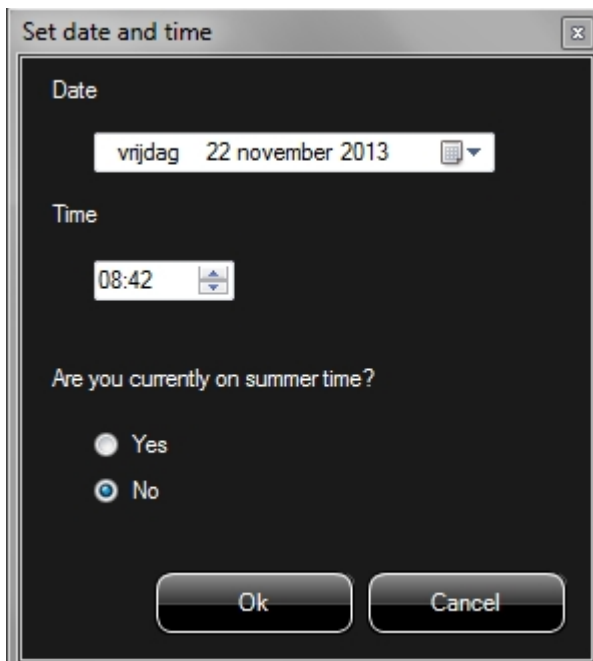 Set date and time
Date
vrijdag 22 november 2013
Time
08:42
Are you currently on summer time?
Yes
No
Ok Cancel